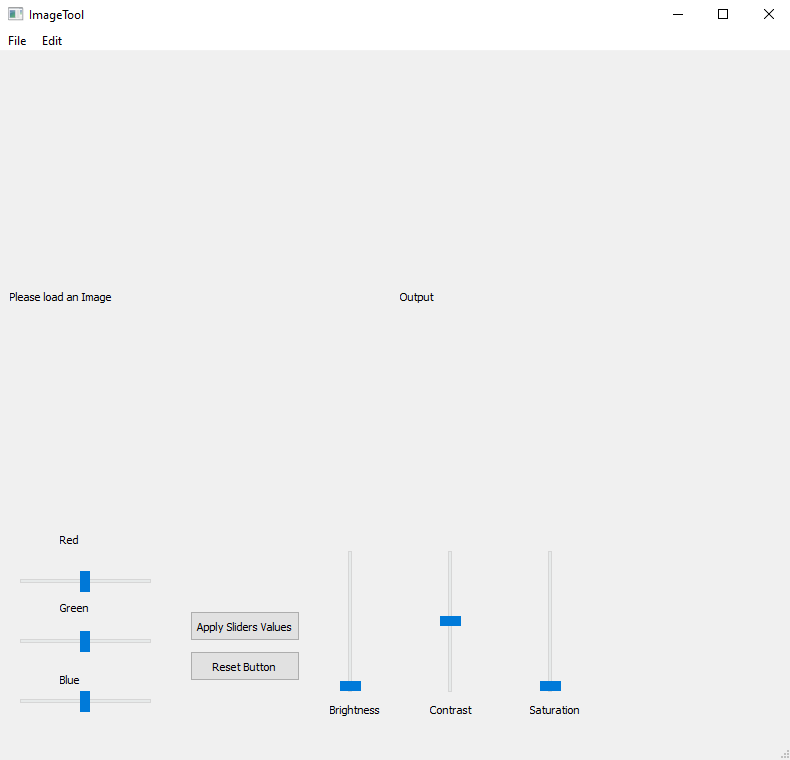 ImageTool
File Edit
Please load an Image
Output
Red
Green
Blue
Apply Sliders Values
Reset Button
Brightness
Contrast
Saturation